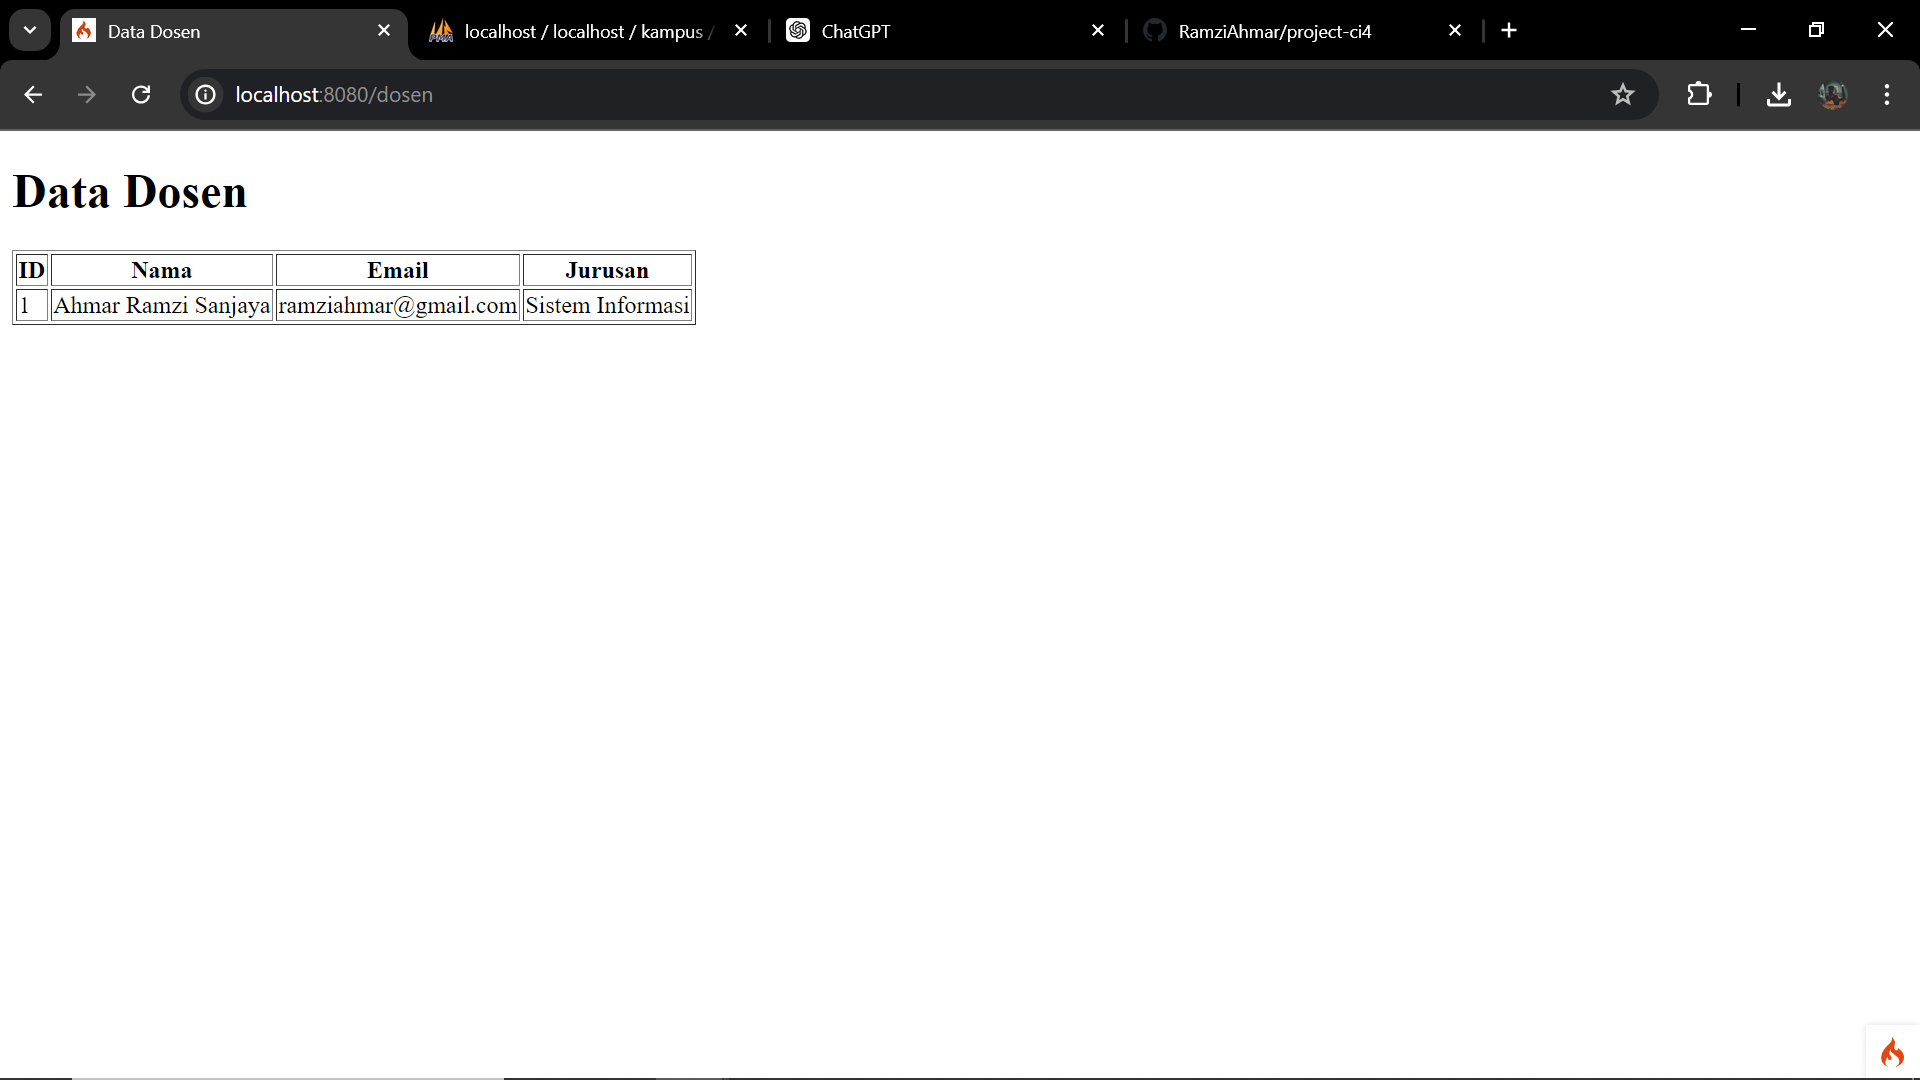 Data Dosen
localhost / localhost / kampus /
ChatGPT
RamziAhmar/project-ci4
localhost:8080/dosen
Data Dosen
ID Nama Email Jurusan
1 Ahmar Ramzi Sanjaya ramziahmar@gmail.com Sistem Informasi